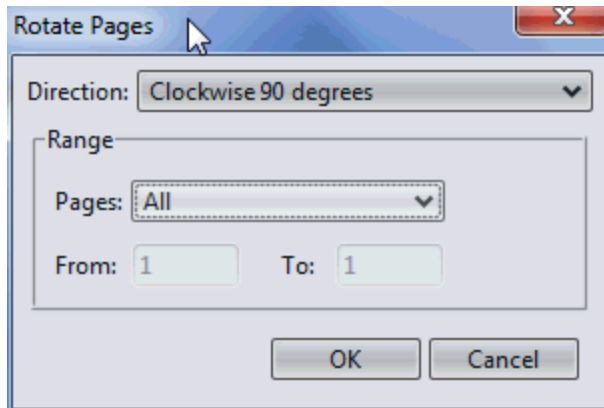 Rotate Pages
Direction: Clockwise 90 degrees
Range
Pages: All
From: 1 To: 1
OK Cancel